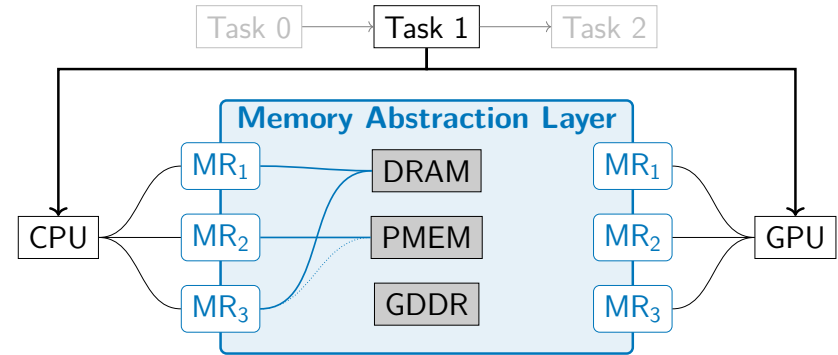 Task 0 Task 1 Task 2
Memory Abstraction Layer
MR₁ DRAM MR₁
CPU MR₂ PMEM MR₂ GPU
MR₃ GDDR MR₃